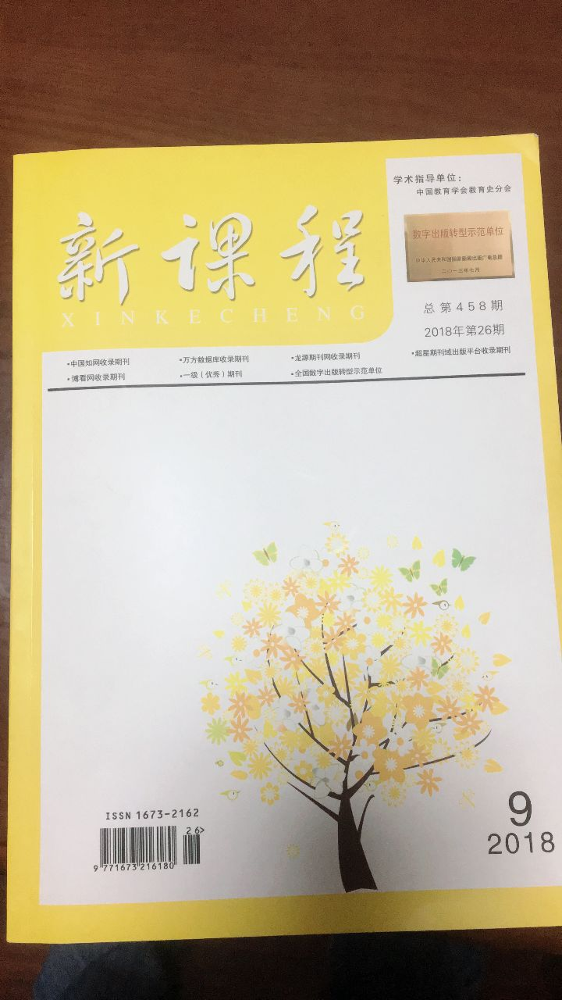 学术指导单位：
中国教育学会教育史分会
数字出版转型示范单位
中华人民共和国国家新闻出版广电总局
二〇一三年七月
新课程
XINKECHENG
总第458期
2018年第26期
▪中国知网收录期刊 ▪万方数据库收录期刊 ▪龙源期刊网收录期刊 ▪超星期刊域出版平台收录期刊
▪博看网收录期刊 ▪一级（优秀）期刊 ▪全国数字出版转型示范单位
ISSN 1673-2162
26>
9 771673 216180
9
2018